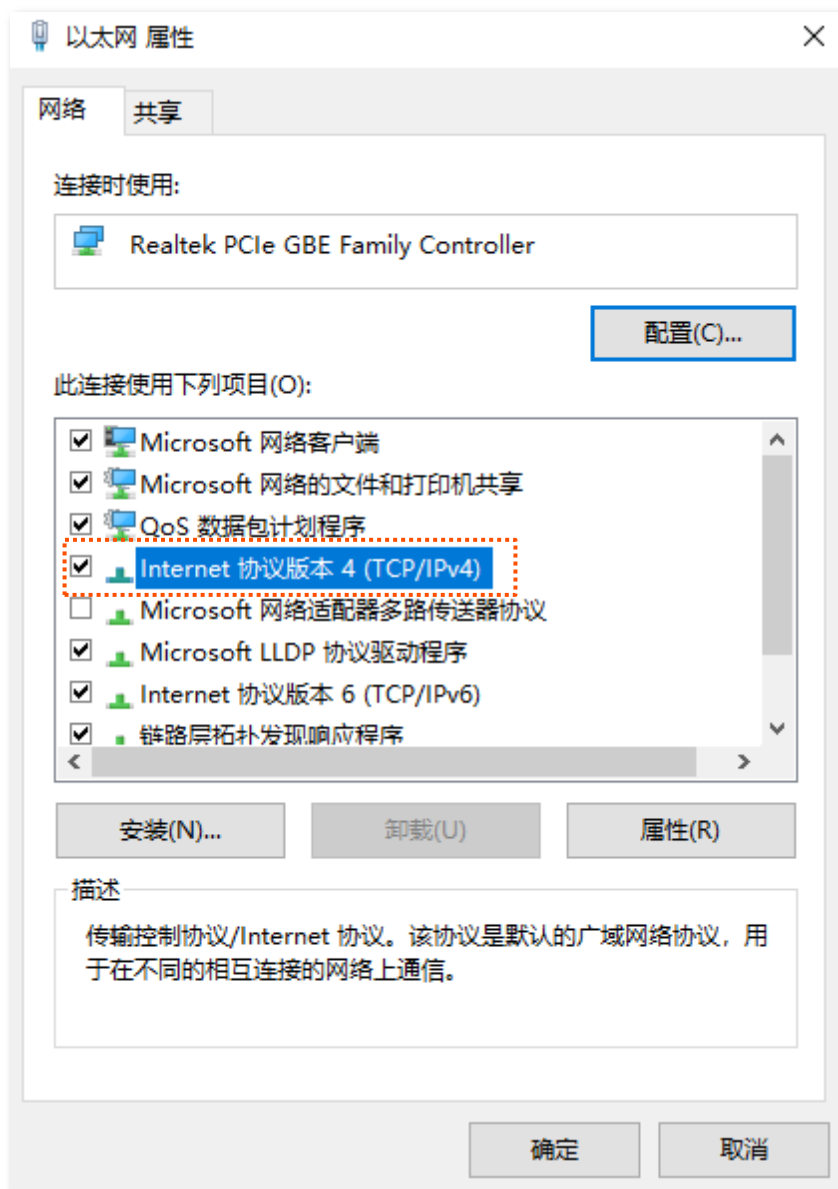 以太网 属性
网络
共享
连接时使用:
Realtek PCIe GBE Family Controller
配置(C)...
此连接使用下列项目(O):
Microsoft 网络客户端
Microsoft 网络的文件和打印机共享
QoS 数据包计划程序
Internet 协议版本 4 (TCP/IPv4)
Microsoft 网络适配器多路传送器协议
Microsoft LLDP 协议驱动程序
Internet 协议版本 6 (TCP/IPv6)
链路层拓扑发现响应程序
安装(N)...
卸载(U)
属性(R)
描述
传输控制协议/Internet 协议。该协议是默认的广域网络协议，用
于在不同的相互连接的网络上通信。
确定
取消